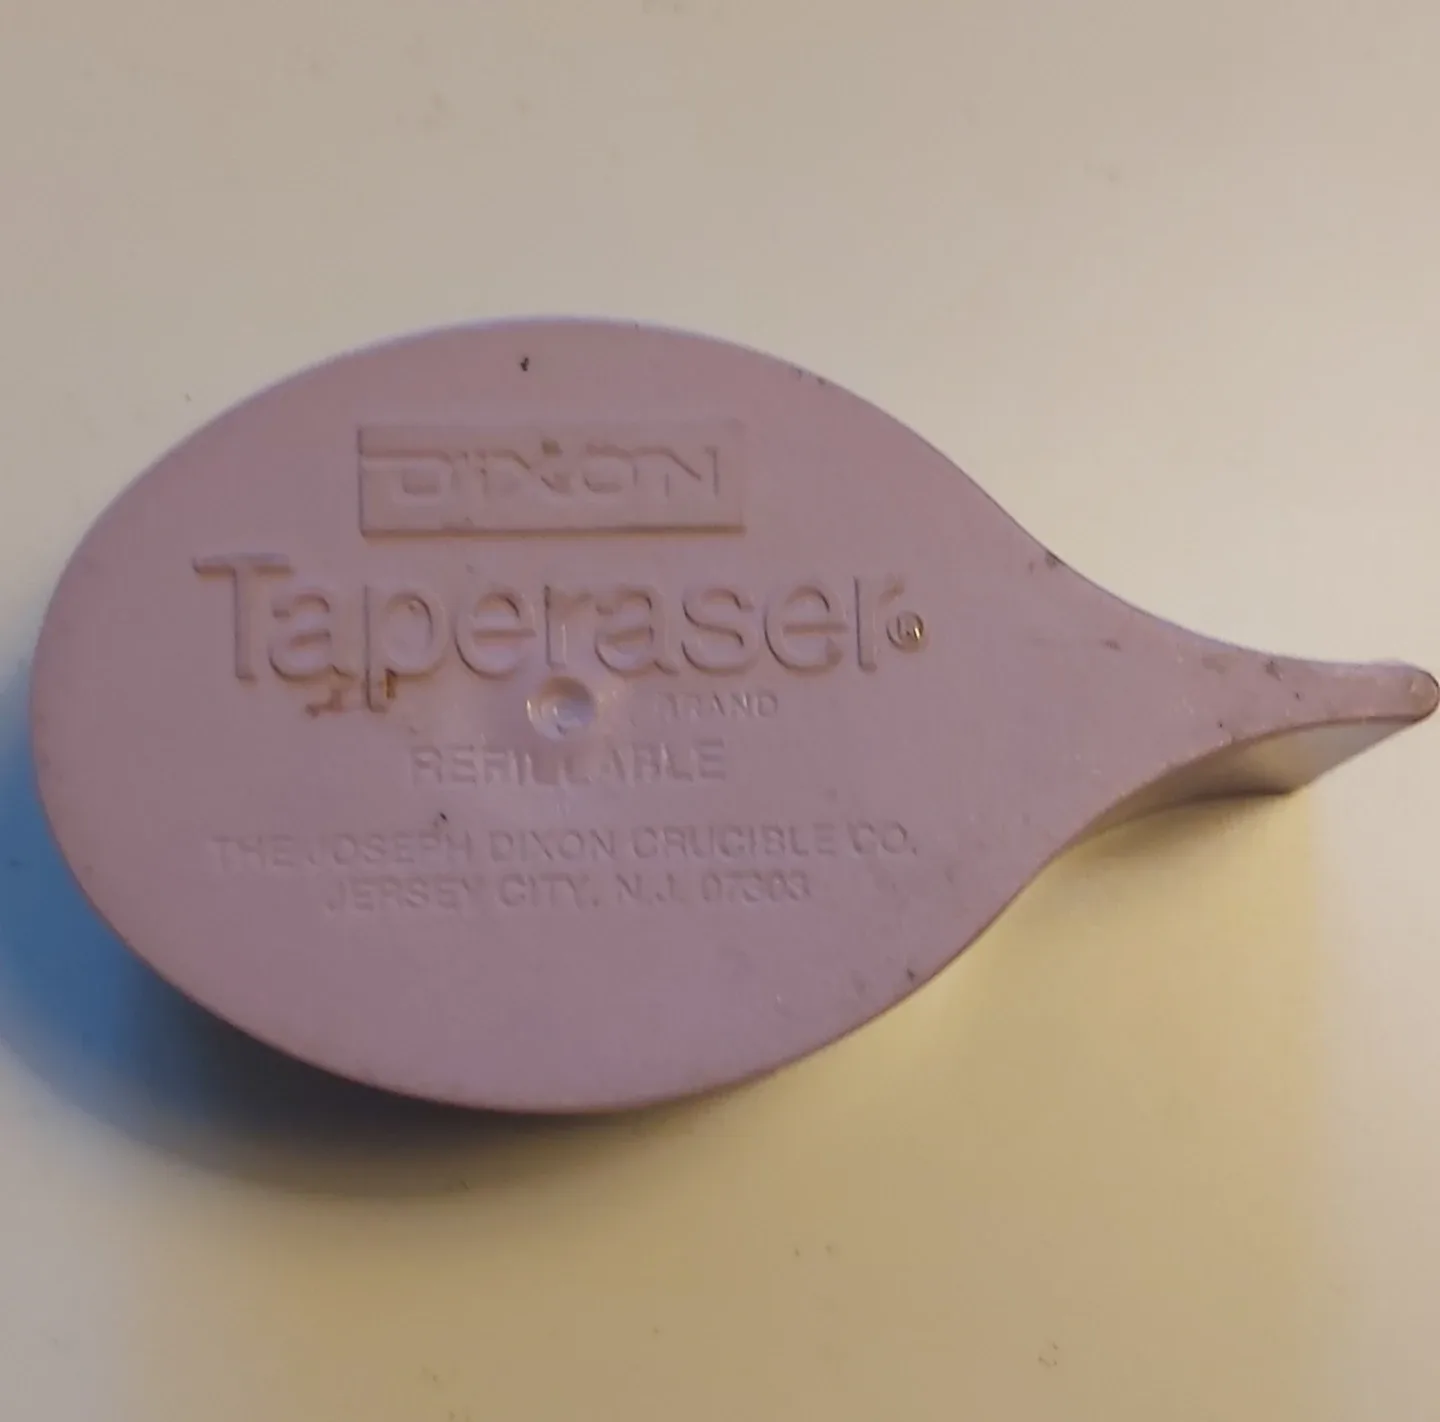 DIXON
Taperaser®
BRAND
REFILLABLE
THE JOSEPH DIXON CRUCIBLE CO.
JERSEY CITY, N.J. 07303